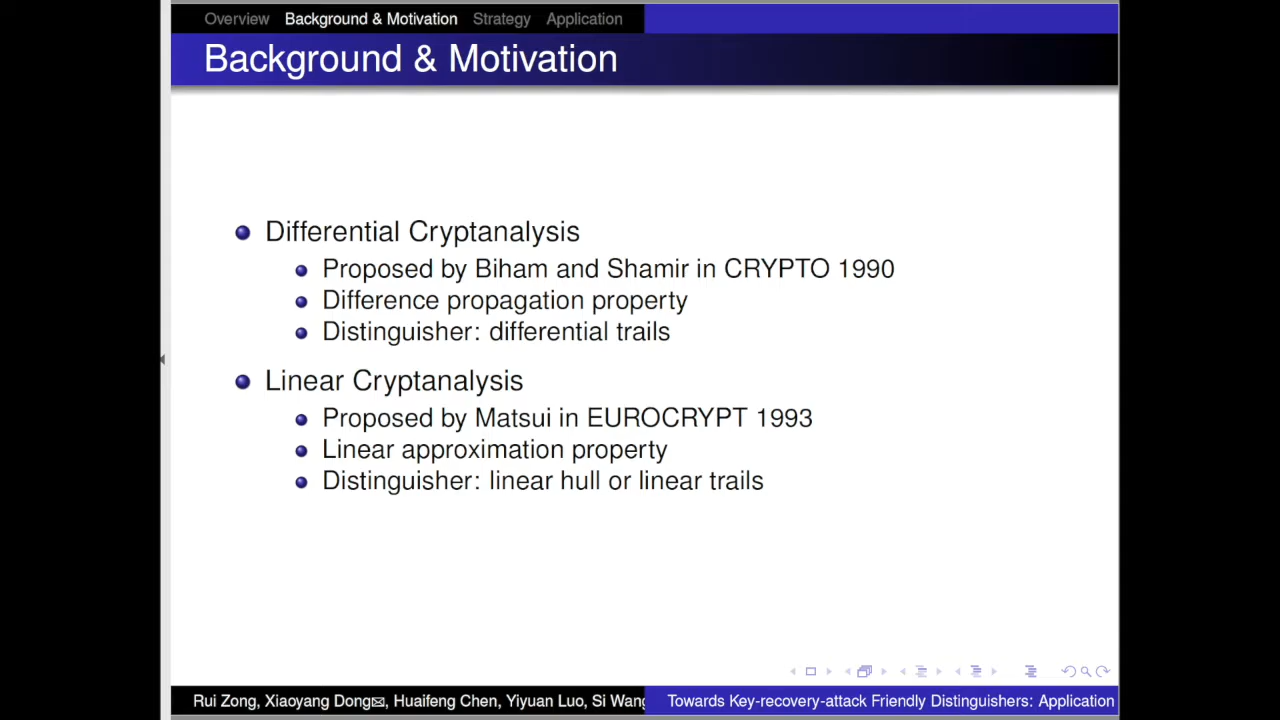 Overview Background & Motivation Strategy Application
Background & Motivation
Differential Cryptanalysis
Proposed by Biham and Shamir in CRYPTO 1990
Difference propagation property
Distinguisher: differential trails
Linear Cryptanalysis
Proposed by Matsui in EUROCRYPT 1993
Linear approximation property
Distinguisher: linear hull or linear trails
Rui Zong, Xiaoyang Dong✉, Huaifeng Chen, Yiyuan Luo, Si Wang
Towards Key-recovery-attack Friendly Distinguishers: Application